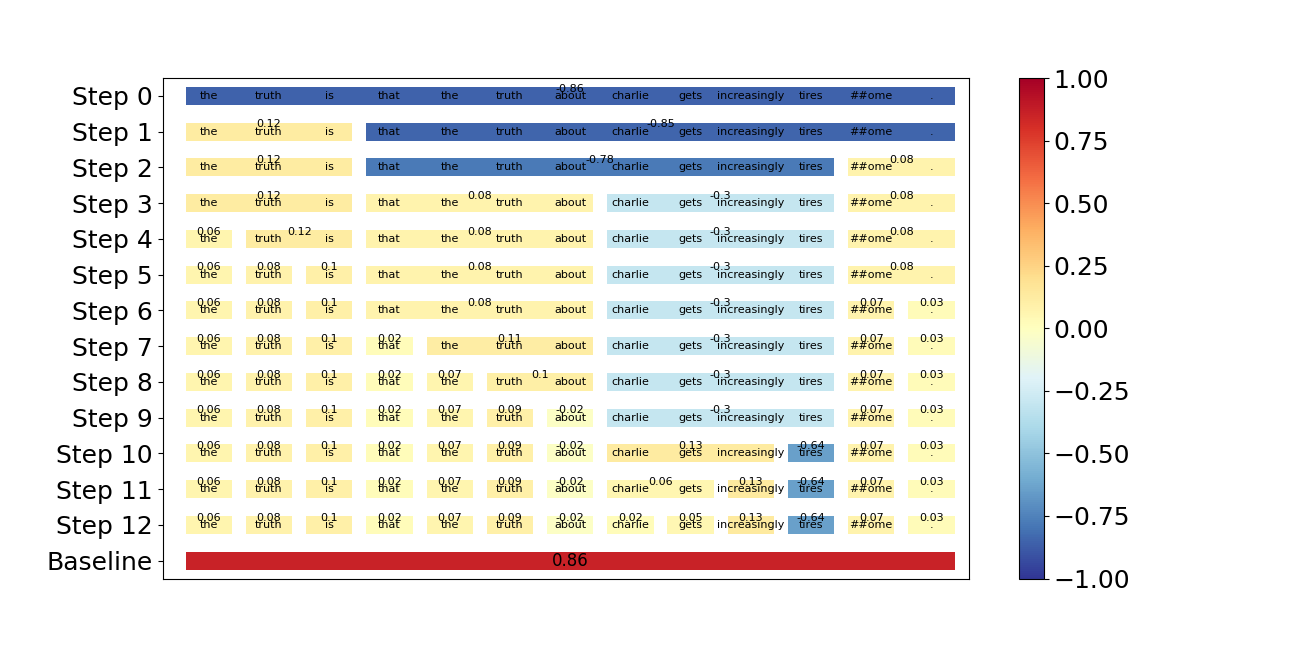 Step 0 the truth is that the truth about charlie gets increasingly tires ##ome .
-0.86
Step 1 the truth is that the truth about charlie gets increasingly tires ##ome .
0.12 -0.85
Step 2 the truth is that the truth about charlie gets increasingly tires ##ome .
0.12 -0.78 0.08
Step 3 the truth is that the truth about charlie gets increasingly tires ##ome .
0.12 0.08 -0.3 0.08
Step 4 the truth is that the truth about charlie gets increasingly tires ##ome .
0.06 0.12 0.08 -0.3 0.08
Step 5 the truth is that the truth about charlie gets increasingly tires ##ome .
0.06 0.08 0.1 0.08 -0.3 0.08
Step 6 the truth is that the truth about charlie gets increasingly tires ##ome .
0.06 0.08 0.1 0.08 -0.3 0.07 0.03
Step 7 the truth is that the truth about charlie gets increasingly tires ##ome .
0.06 0.08 0.1 0.02 0.11 -0.3 0.07 0.03
Step 8 the truth is that the truth about charlie gets increasingly tires ##ome .
0.06 0.08 0.1 0.02 0.07 0.1 -0.3 0.07 0.03
Step 9 the truth is that the truth about charlie gets increasingly tires ##ome .
0.06 0.08 0.1 0.02 0.07 0.09 -0.02 -0.3 0.07 0.03
Step 10 the truth is that the truth about charlie gets increasingly tires ##ome .
0.06 0.08 0.1 0.02 0.07 0.09 -0.02 0.13 -0.64 0.07 0.03
Step 11 the truth is that the truth about charlie gets increasingly tires ##ome .
0.06 0.08 0.1 0.02 0.07 0.09 -0.02 0.06 0.13 -0.64 0.07 0.03
Step 12 the truth is that the truth about charlie gets increasingly tires ##ome .
0.06 0.08 0.1 0.02 0.07 0.09 -0.02 0.02 0.05 0.13 -0.64 0.07 0.03
Baseline 0.86
1.00
0.75
0.50
0.25
0.00
−0.25
−0.50
−0.75
−1.00